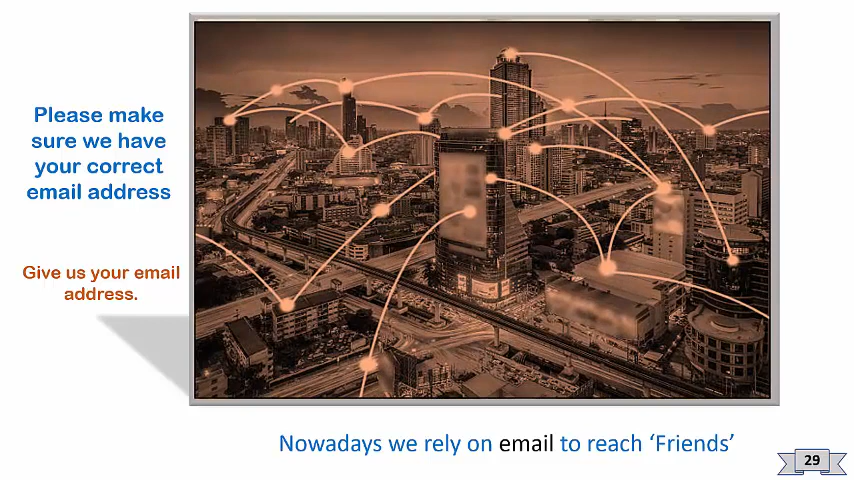 Please make
sure we have
your correct
email address
Give us your email
address.
Nowadays we rely on email to reach ‘Friends’
29